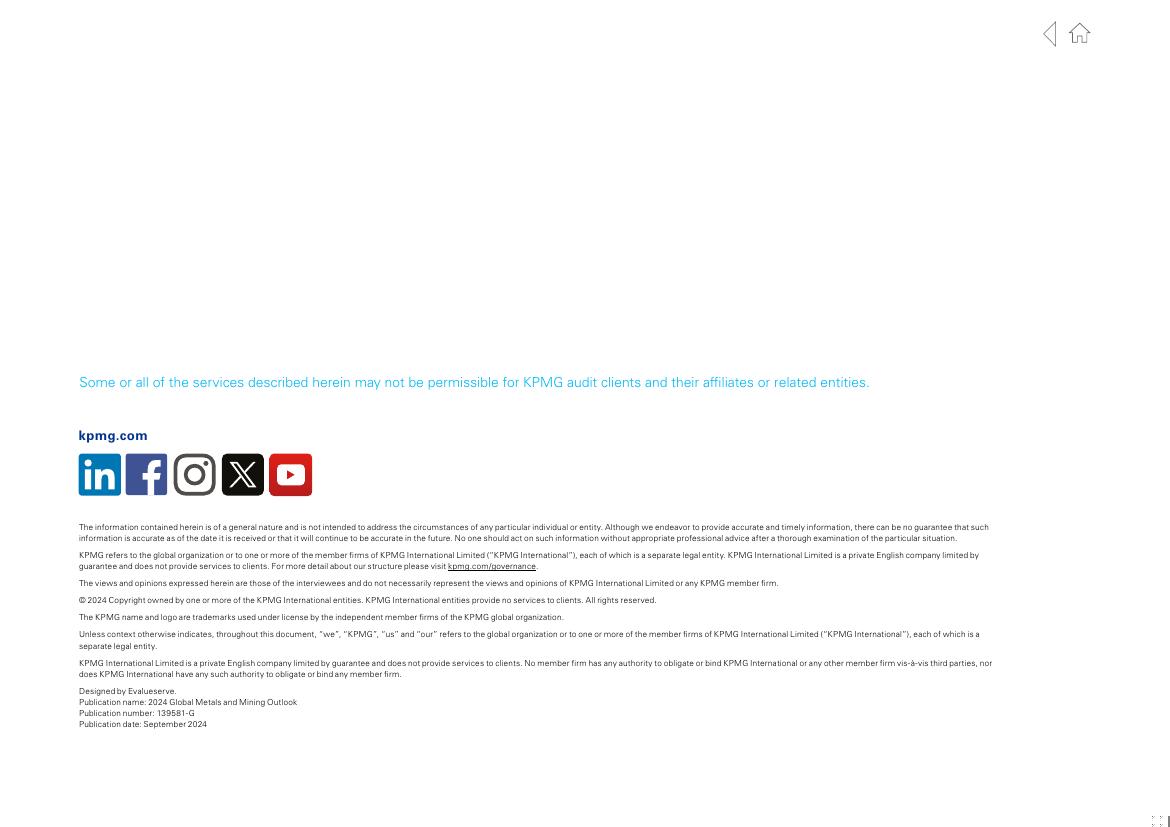 Some or all of the services described herein may not be permissible for KPMG audit clients and their affiliates or related entities.
kpmg.com
The information contained herein is of a general nature and is not intended to address the circumstances of any particular individual or entity. Although we endeavor to provide accurate and timely information, there can be no guarantee that such
information is accurate as of the date it is received or that it will continue to be accurate in the future. No one should act on such information without appropriate professional advice after a thorough examination of the particular situation.
KPMG refers to the global organization or to one or more of the member firms of KPMG International Limited (“KPMG International”), each of which is a separate legal entity. KPMG International Limited is a private English company limited by
guarantee and does not provide services to clients. For more detail about our structure please visit kpmg.com/governance.
The views and opinions expressed herein are those of the interviewees and do not necessarily represent the views and opinions of KPMG International Limited or any KPMG member firm.
© 2024 Copyright owned by one or more of the KPMG International entities. KPMG International entities provide no services to clients. All rights reserved.
The KPMG name and logo are trademarks used under license by the independent member firms of the KPMG global organization.
Unless context otherwise indicates, throughout this document, “we”, “KPMG”, “us” and “our” refers to the global organization or to one or more of the member firms of KPMG International Limited (“KPMG International”), each of which is a
separate legal entity.
KPMG International Limited is a private English company limited by guarantee and does not provide services to clients. No member firm has any authority to obligate or bind KPMG International or any other member firm vis-à-vis third parties, nor
does KPMG International have any such authority to obligate or bind any member firm.
Designed by Evalueserve.
Publication name: 2024 Global Metals and Mining Outlook
Publication number: 139581-G
Publication date: September 2024